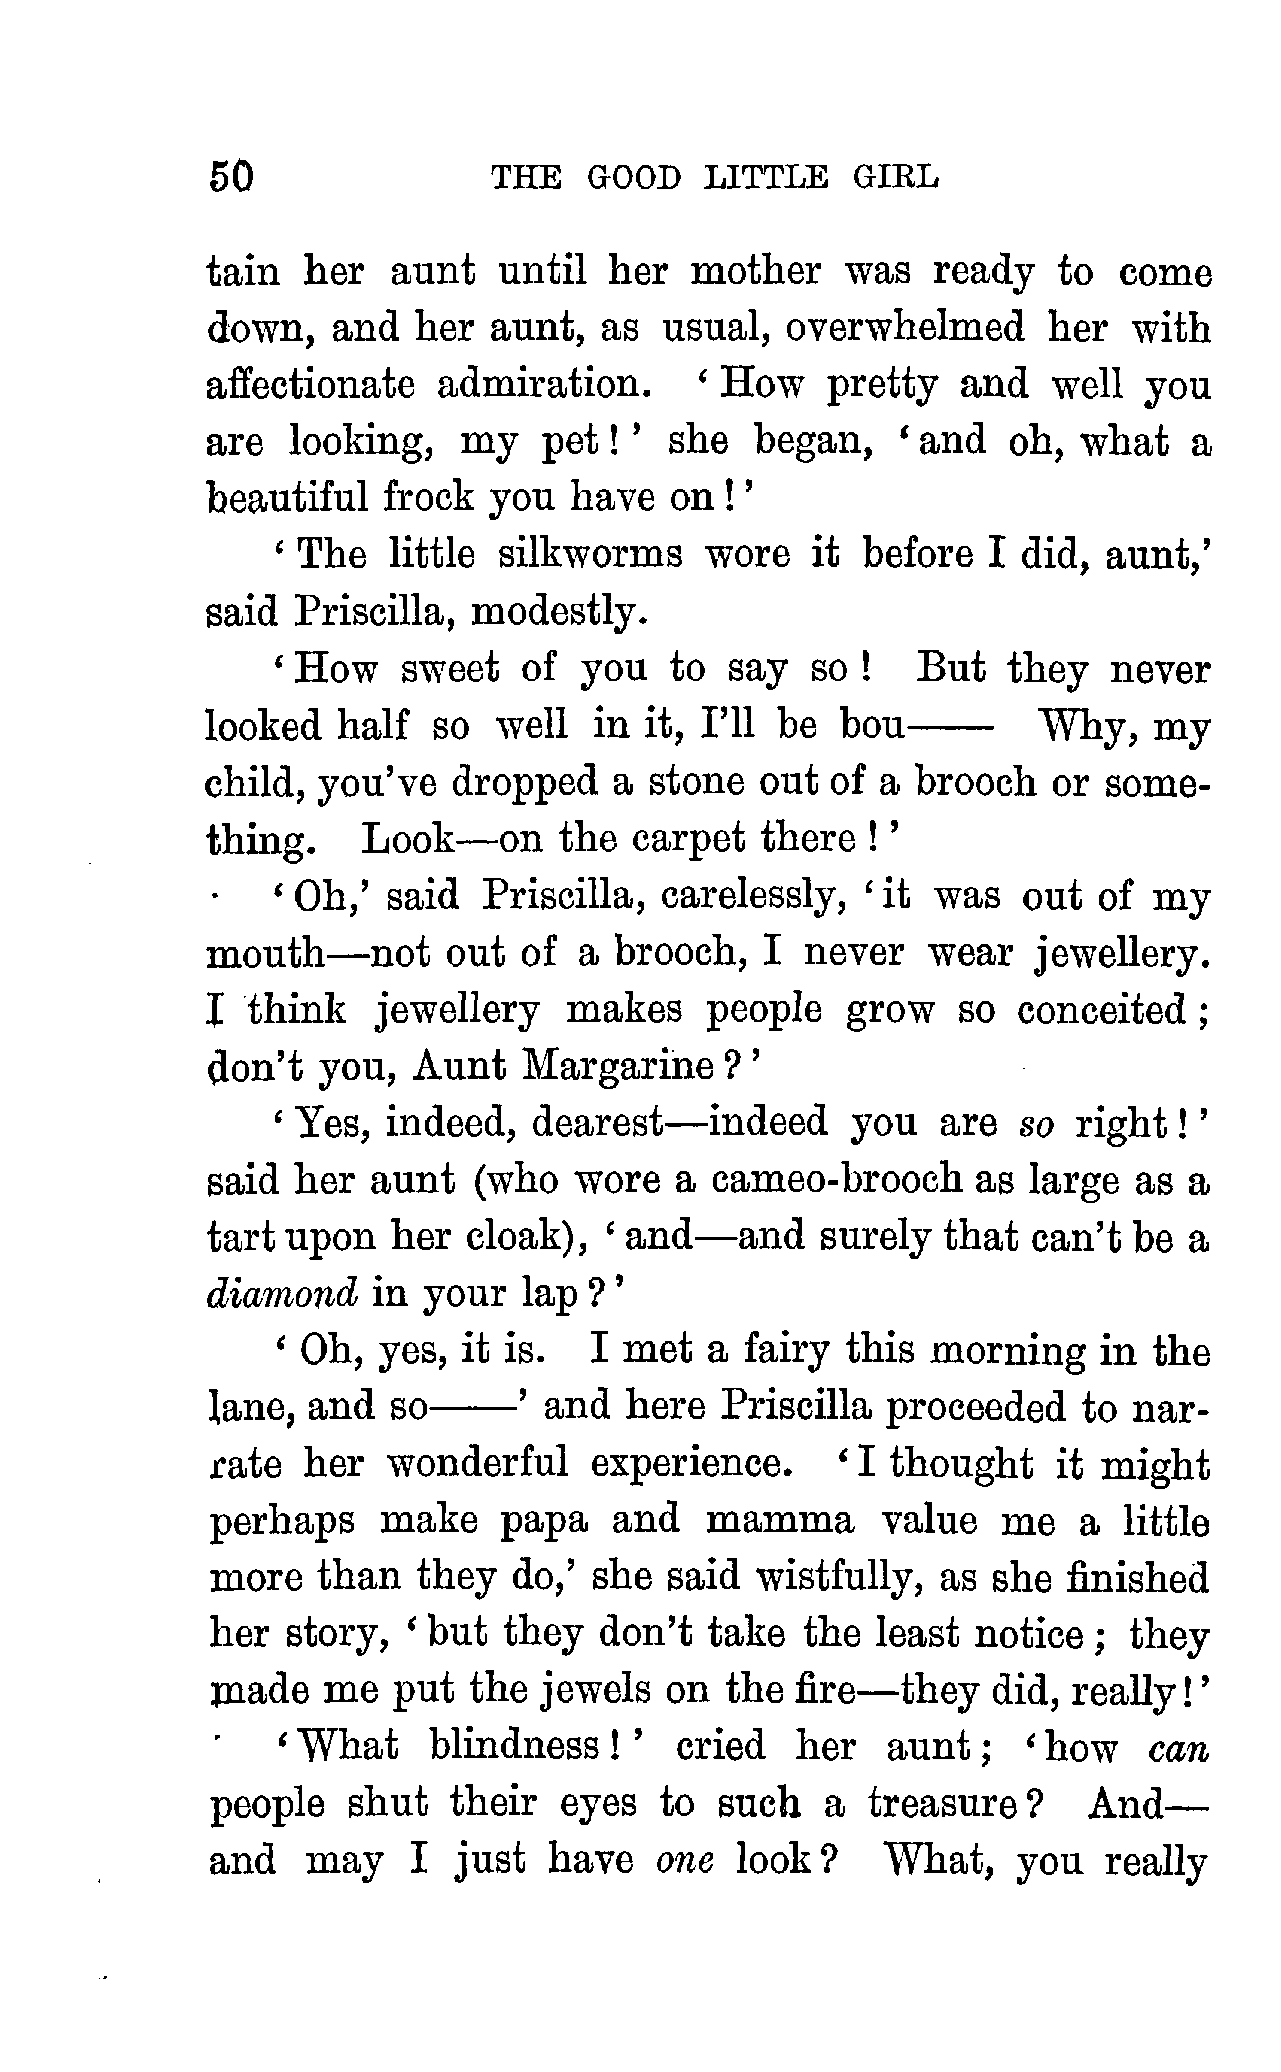 50 THE GOOD LITTLE GIRL
tain her aunt until her mother was ready to come
down, and her aunt, as usual, overwhelmed her with
affectionate admiration. ‘How pretty and well you
are looking, my pet!’ she began, ‘and oh, what a
beautiful frock you have on!’
‘The little silkworms wore it before I did, aunt,’
said Priscilla, modestly.
‘How sweet of you to say so! But they never
looked half so well in it, I’ll be bou—— Why, my
child, you’ve dropped a stone out of a brooch or some-
thing. Look—on the carpet there!’
‘Oh,’ said Priscilla, carelessly, ‘it was out of my
mouth—not out of a brooch, I never wear jewellery.
I think jewellery makes people grow so conceited;
don’t you, Aunt Margarine?’
‘Yes, indeed, dearest—indeed you are so right!’
said her aunt (who wore a cameo-brooch as large as a
tart upon her cloak), ‘and—and surely that can’t be a
diamond in your lap?’
‘Oh, yes, it is. I met a fairy this morning in the
lane, and so——’ and here Priscilla proceeded to nar-
rate her wonderful experience. ‘I thought it might
perhaps make papa and mamma value me a little
more than they do,’ she said wistfully, as she finished
her story, ‘but they don’t take the least notice; they
made me put the jewels on the fire—they did, really!’
‘What blindness!’ cried her aunt; ‘how can
people shut their eyes to such a treasure? And—
and may I just have one look? What, you really